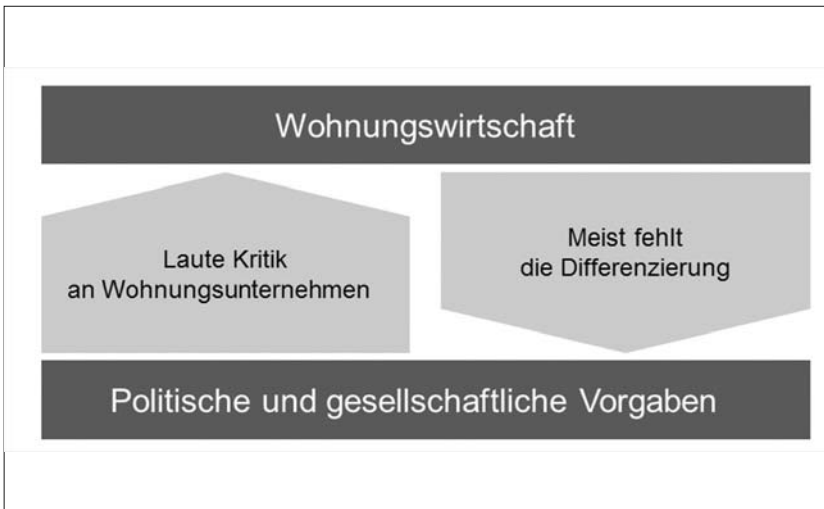 Wohnungswirtschaft
Laute Kritik
an Wohnungsunternehmen
Meist fehlt
die Differenzierung
Politische und gesellschaftliche Vorgaben